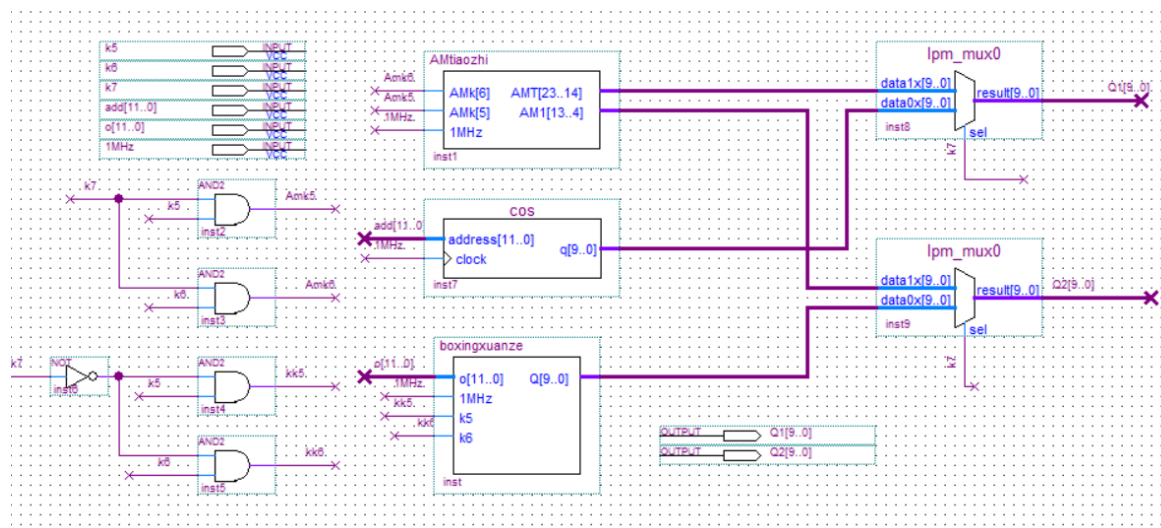 k5 INPUT VCC
k6 INPUT VCC
k7 INPUT VCC
add[11..0] INPUT VCC
o[11..0] INPUT VCC
1MHz INPUT VCC
AMtiaozhi
Amk6.
Amk5.
1MHz.
AMk[6] AMT[23..14]
AMk[5] AM1[13..4]
1MHz
inst1
lpm_mux0
data1x[9..0]
data0x[9..0]
result[9..0]
Q1[9..0]
inst8
sel
k7
k7
AND2
k5
Amk5.
inst2
AND2
k6.
Amk6.
inst3
cos
add[11..0
1MHz.
address[11..0]
clock
q[9..0]
inst7
lpm_mux0
data1x[9..0]
data0x[9..0]
result[9..0]
Q2[9..0]
inst9
sel
k7
k7
NOT
inst6
AND2
k5
kk5.
inst4
AND2
k6
kk6.
inst5
boxingxuanze
o[11..0].
1MHz.
kk5.
kk6
o[11..0] Q[9..0]
1MHz
k5
k6
inst
OUTPUT Q1[9..0]
OUTPUT Q2[9..0]